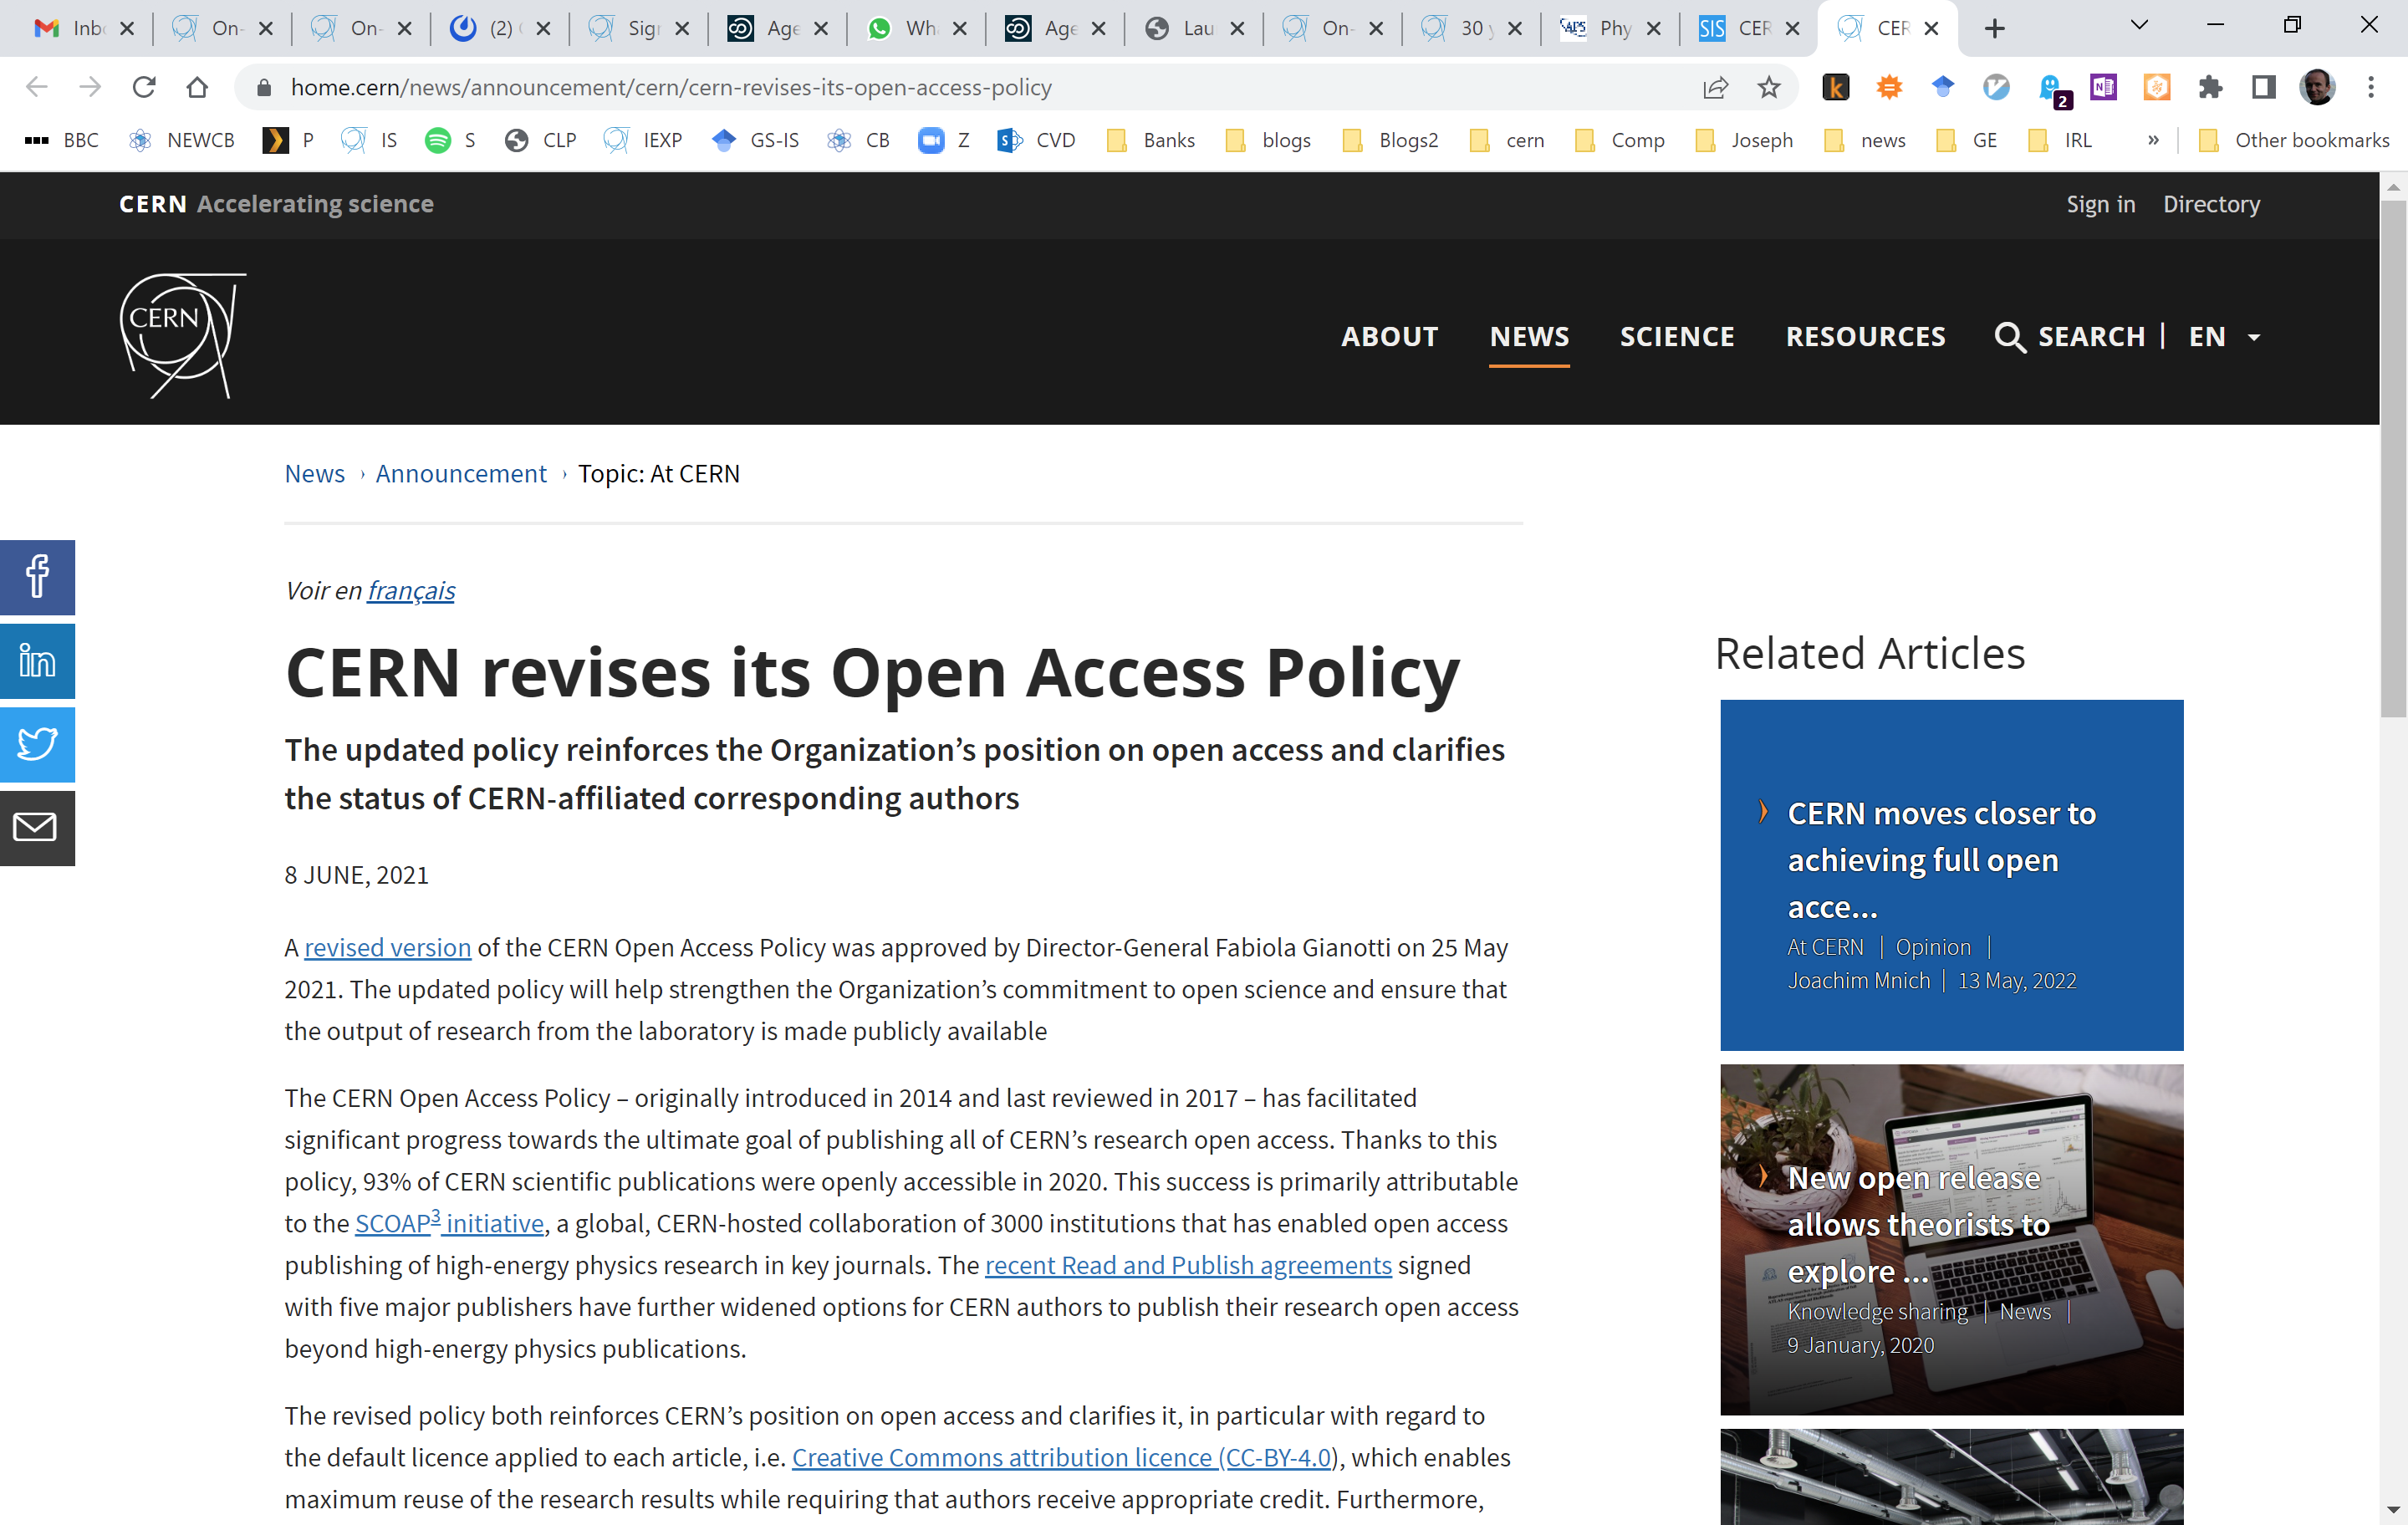 Inb On- On- (2) Sig Age Wh Age Lau On- 30 y Phy CER CER
home.cern/news/announcement/cern/cern-revises-its-open-access-policy
2
BBC NEWCB P IS S CLP IEXP GS-IS CB Z CVD Banks blogs Blogs2 cern Comp Joseph news GE IRL » Other bookmarks
CERN Accelerating science
Sign in Directory
CERN
ABOUT NEWS SCIENCE RESOURCES SEARCH | EN
News › Announcement › Topic: At CERN
Voir en français
CERN revises its Open Access Policy
The updated policy reinforces the Organization’s position on open access and clarifies
the status of CERN-affiliated corresponding authors
8 JUNE, 2021
A revised version of the CERN Open Access Policy was approved by Director-General Fabiola Gianotti on 25 May
2021. The updated policy will help strengthen the Organization’s commitment to open science and ensure that
the output of research from the laboratory is made publicly available
The CERN Open Access Policy – originally introduced in 2014 and last reviewed in 2017 – has facilitated
significant progress towards the ultimate goal of publishing all of CERN’s research open access. Thanks to this
policy, 93% of CERN scientific publications were openly accessible in 2020. This success is primarily attributable
to the SCOAP³ initiative, a global, CERN-hosted collaboration of 3000 institutions that has enabled open access
publishing of high-energy physics research in key journals. The recent Read and Publish agreements signed
with five major publishers have further widened options for CERN authors to publish their research open access
beyond high-energy physics publications.
The revised policy both reinforces CERN’s position on open access and clarifies it, in particular with regard to
the default licence applied to each article, i.e. Creative Commons attribution licence (CC-BY-4.0), which enables
maximum reuse of the research results while requiring that authors receive appropriate credit. Furthermore,
Related Articles
CERN moves closer to
achieving full open
acce...
At CERN | Opinion |
Joachim Mnich | 13 May, 2022
New open release
allows theorists to
explore ...
Knowledge sharing | News |
9 January, 2020